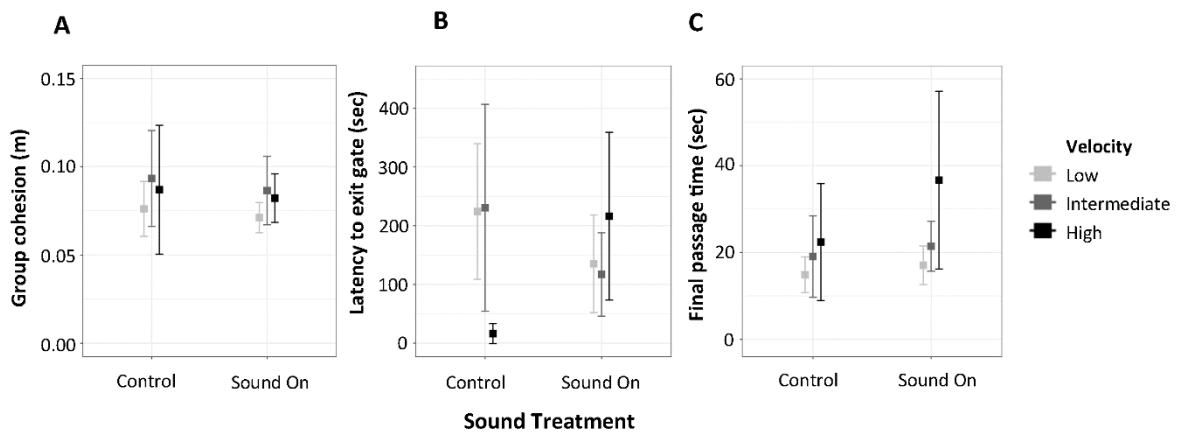 A
B
C
Group cohesion (m)
0.15
0.10
0.05
0.00
Control
Sound On
Latency to exit gate (sec)
400
300
200
100
0
Control
Sound On
Final passage time (sec)
60
40
20
0
Control
Sound On
Velocity
Low
Intermediate
High
Sound Treatment